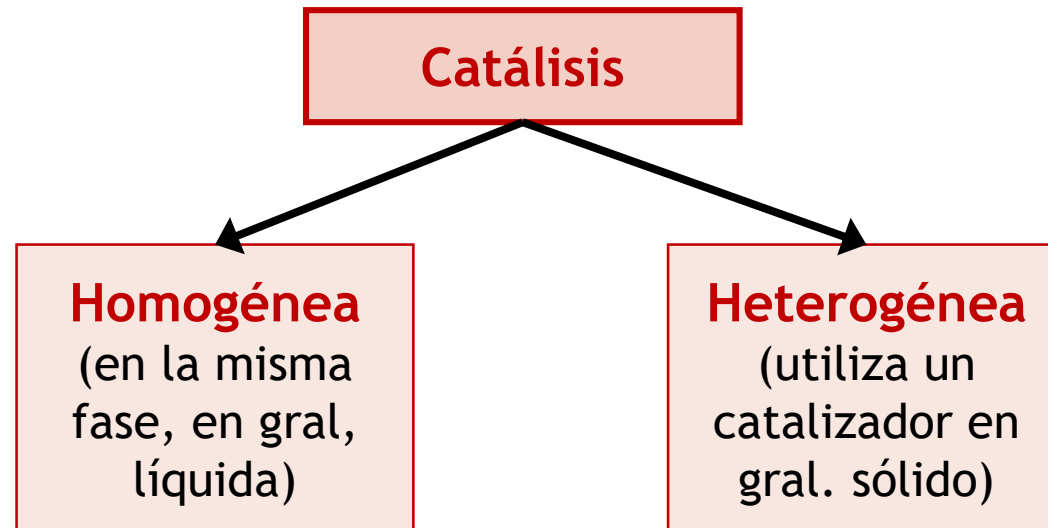 Catálisis
Homogénea
(en la misma
fase, en gral,
líquida)
Heterogénea
(utiliza un
catalizador en
gral. sólido)